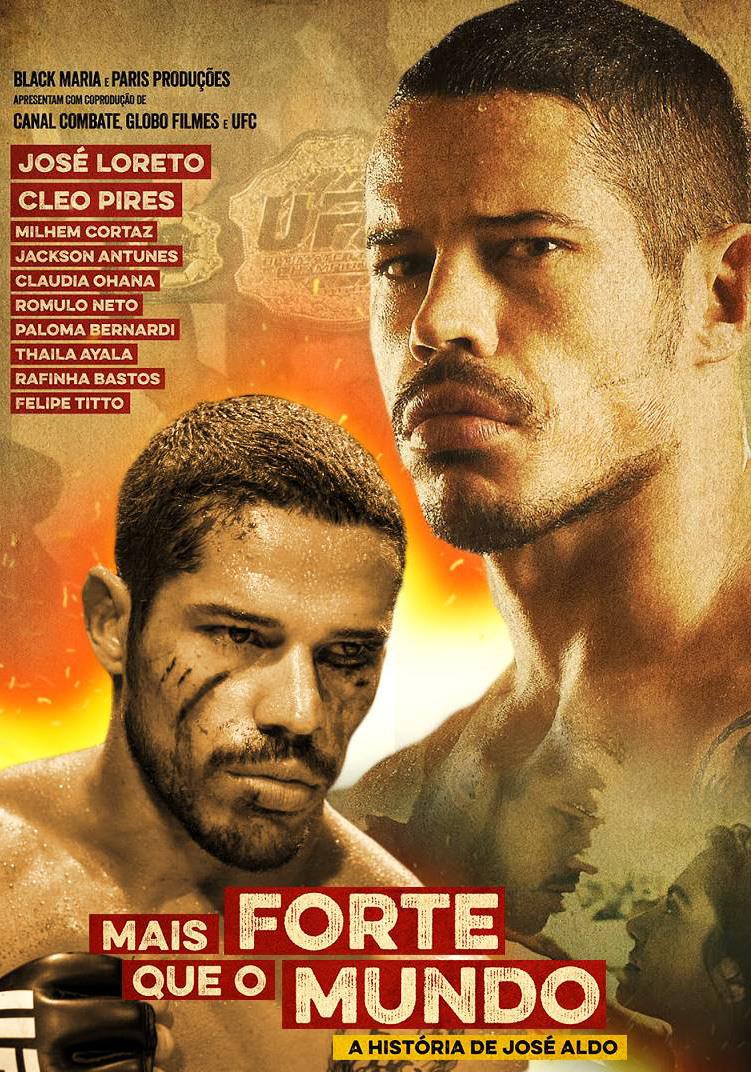 BLACK MARIA E PARIS PRODUÇÕES
APRESENTAM COM COPRODUÇÃO DE
CANAL COMBATE, GLOBO FILMES E UFC
JOSÉ LORETO
CLEO PIRES
MILHEM CORTAZ
JACKSON ANTUNES
CLAUDIA OHANA
ROMULO NETO
PALOMA BERNARDI
THAILA AYALA
RAFINHA BASTOS
FELIPE TITTO
UFC
MAIS FORTE
QUE O MUNDO
A HISTÓRIA DE JOSÉ ALDO